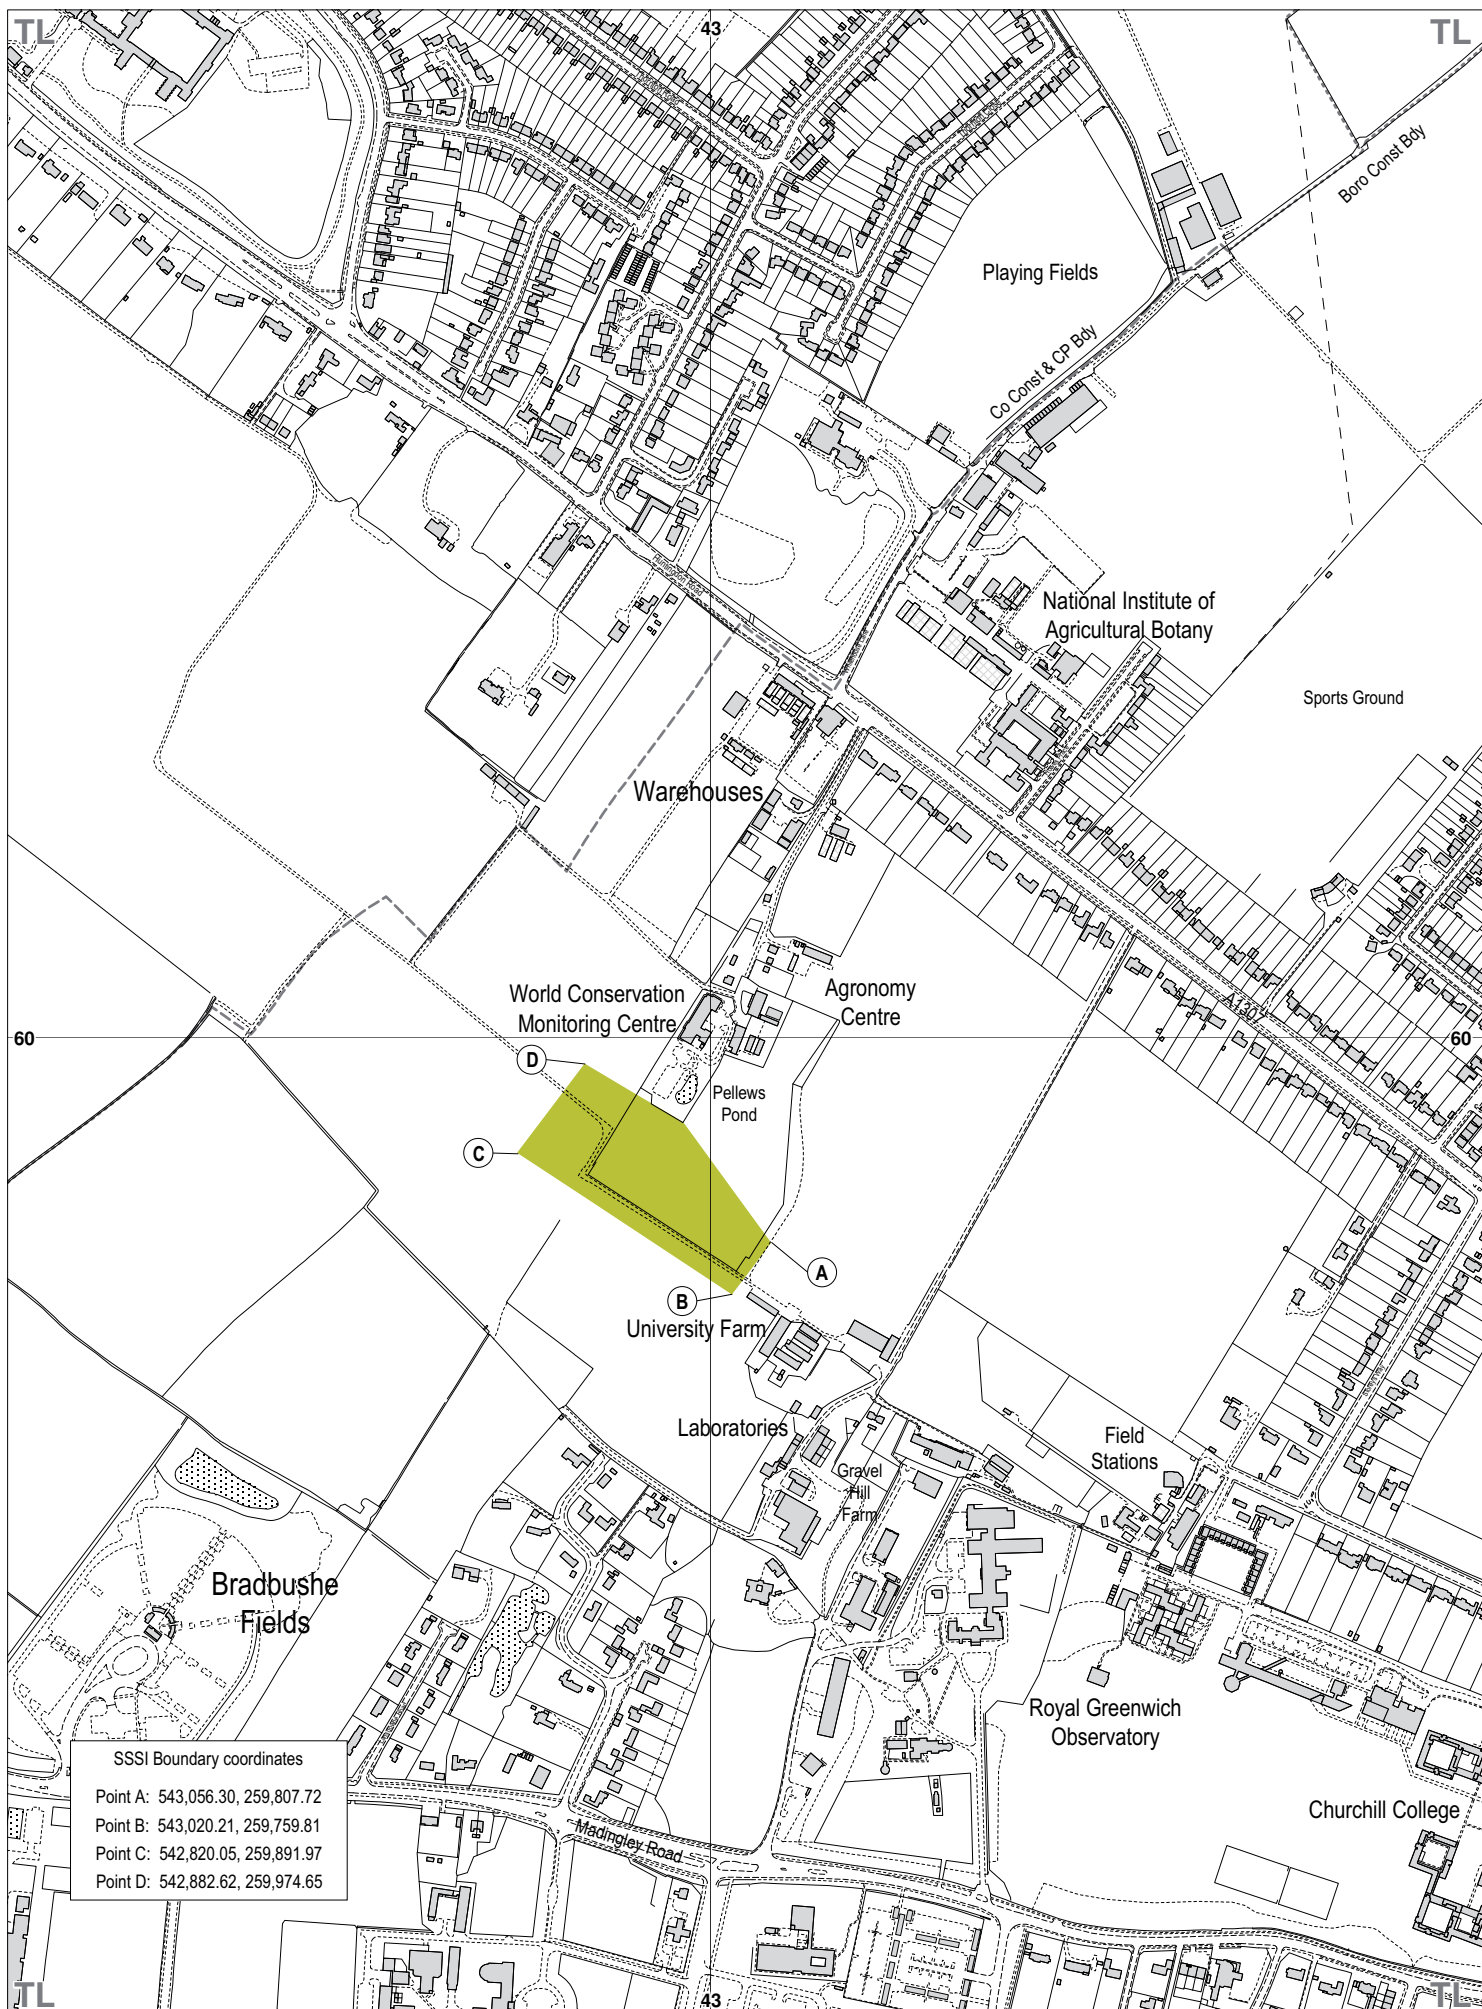 TL
43
TL
Boro Const Bdy
Playing Fields
Co Const & CP Bdy
Huntingdon Road
National Institute of
Agricultural Botany
Sports Ground
Warehouses
World Conservation
Monitoring Centre
Agronomy
Centre
A1307
60
60
D
Pellews
Pond
C
A
B
University Farm
Laboratories
Field
Stations
Gravel
Hill
Farm
Bradbushe
Fields
Royal Greenwich
Observatory
SSSI Boundary coordinates
Point A: 543,056.30, 259,807.72
Point B: 543,020.21, 259,759.81
Point C: 542,820.05, 259,891.97
Point D: 542,882.62, 259,974.65
Churchill College
Madingley Road
TL
43
TL